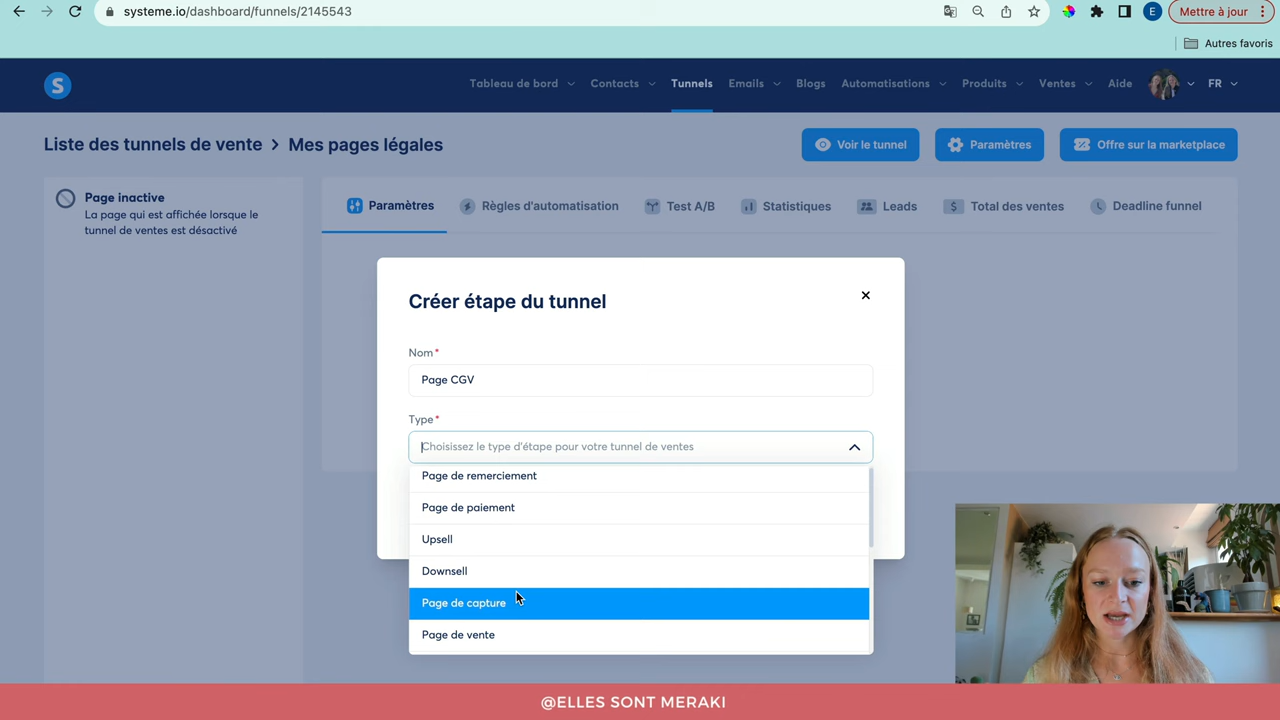 systeme.io/dashboard/funnels/2145543
E
Mettre à jour
Autres favoris
S
Tableau de bord
Contacts
Tunnels
Emails
Blogs
Automatisations
Produits
Ventes
Aide
FR
Liste des tunnels de vente > Mes pages légales
Voir le tunnel
Paramètres
Offre sur la marketplace
Page inactive
La page qui est affichée lorsque le
tunnel de ventes est désactivé
Paramètres
Règles d'automatisation
Test A/B
Statistiques
Leads
Total des ventes
Deadline funnel
Créer étape du tunnel
Nom*
Page CGV
Type*
Choisissez le type d'étape pour votre tunnel de ventes
Page de remerciement
Page de paiement
Upsell
Downsell
Page de capture
Page de vente
@ELLES SONT MERAKI